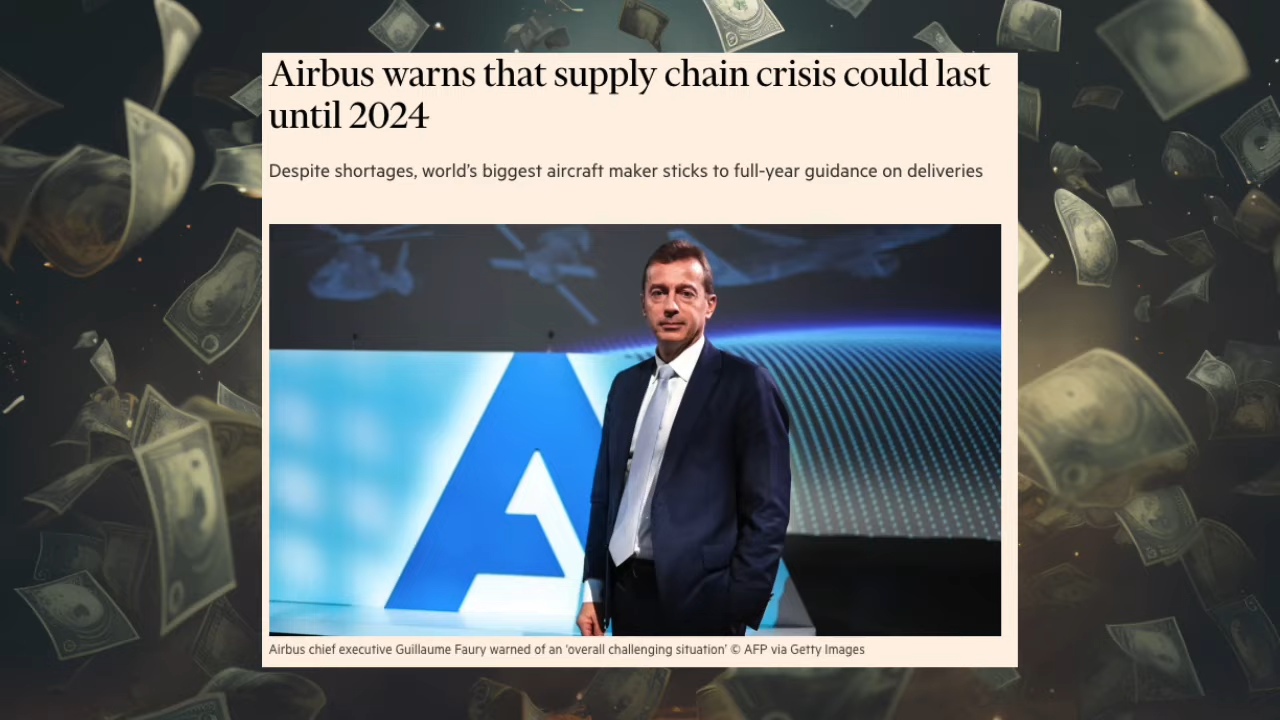 Airbus warns that supply chain crisis could last
until 2024
Despite shortages, world’s biggest aircraft maker sticks to full-year guidance on deliveries
A
Airbus chief executive Guillaume Faury warned of an ‘overall challenging situation’ © AFP via Getty Images